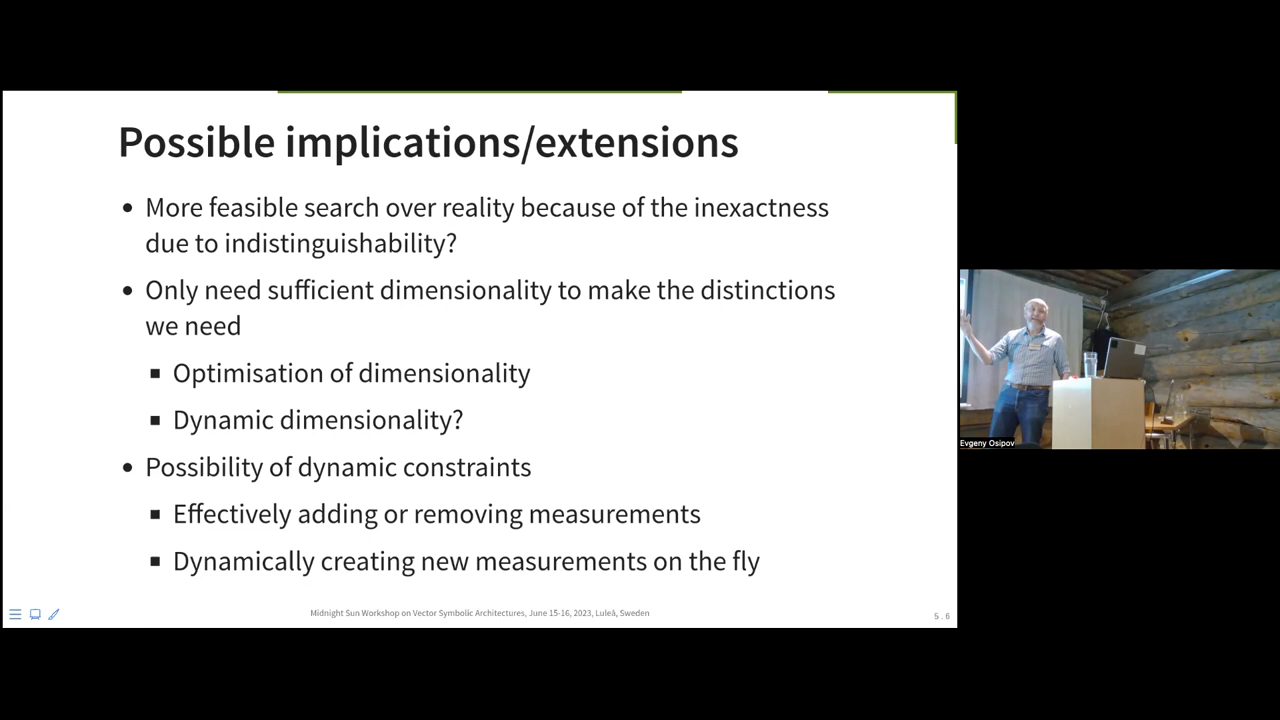 Possible implications/extensions
• More feasible search over reality because of the inexactness
due to indistinguishability?
• Only need sufficient dimensionality to make the distinctions
we need
▪ Optimisation of dimensionality
▪ Dynamic dimensionality?
• Possibility of dynamic constraints
▪ Effectively adding or removing measurements
▪ Dynamically creating new measurements on the fly
Midnight Sun Workshop on Vector Symbolic Architectures, June 15-16, 2023, Luleå, Sweden
5 . 6
Evgeny Osipov